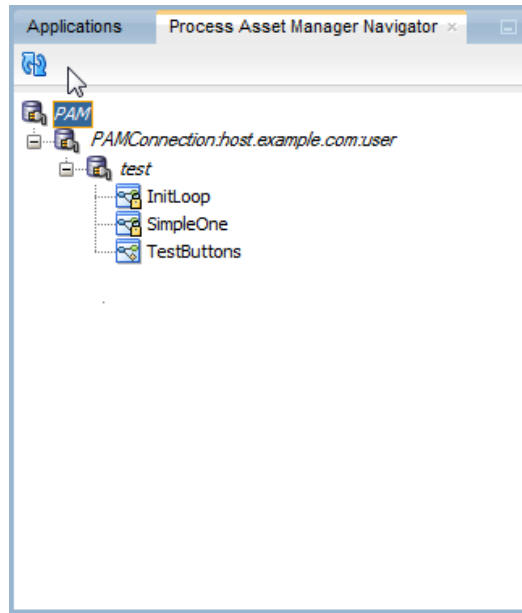 Applications Process Asset Manager Navigator
PAM
PAMConnection:host.example.com:user
test
InitLoop
SimpleOne
TestButtons